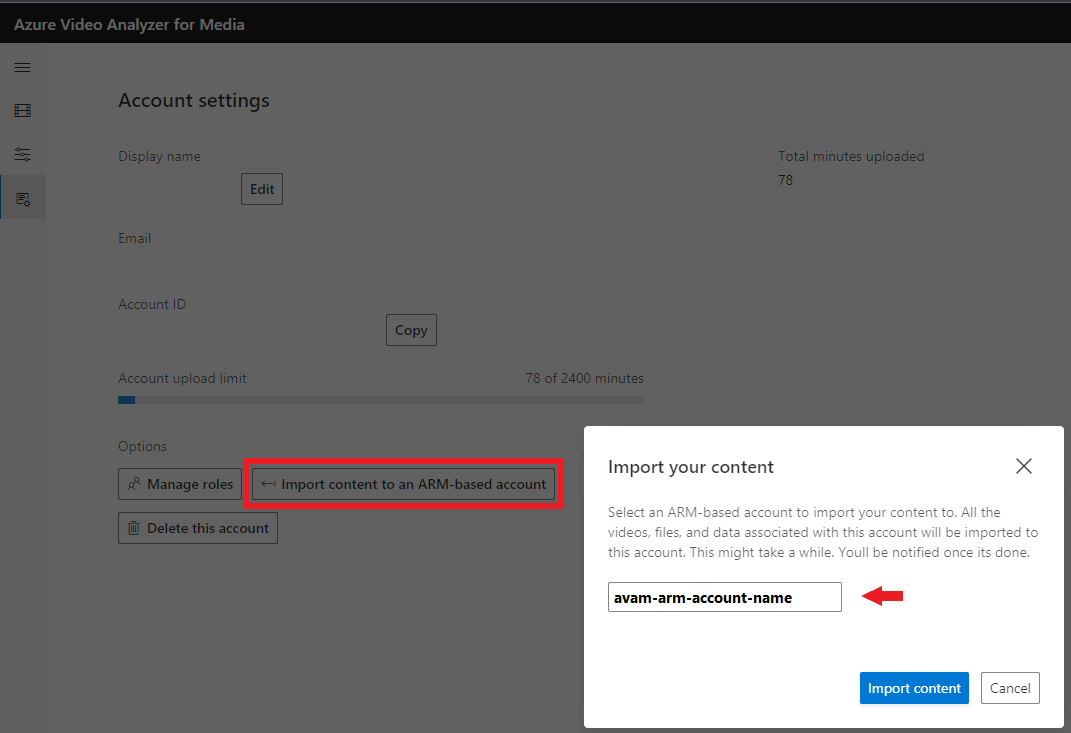 Azure Video Analyzer for Media
Account settings
Display name
Total minutes uploaded
78
Edit
Email
Account ID
Copy
Account upload limit
78 of 2400 minutes
Options
Manage roles
Import content to an ARM-based account
Delete this account
Import your content
Select an ARM-based account to import your content to. All the
videos, files, and data associated with this account will be imported to
this account. This might take a while. Youll be notified once its done.
avam-arm-account-name
Import content
Cancel